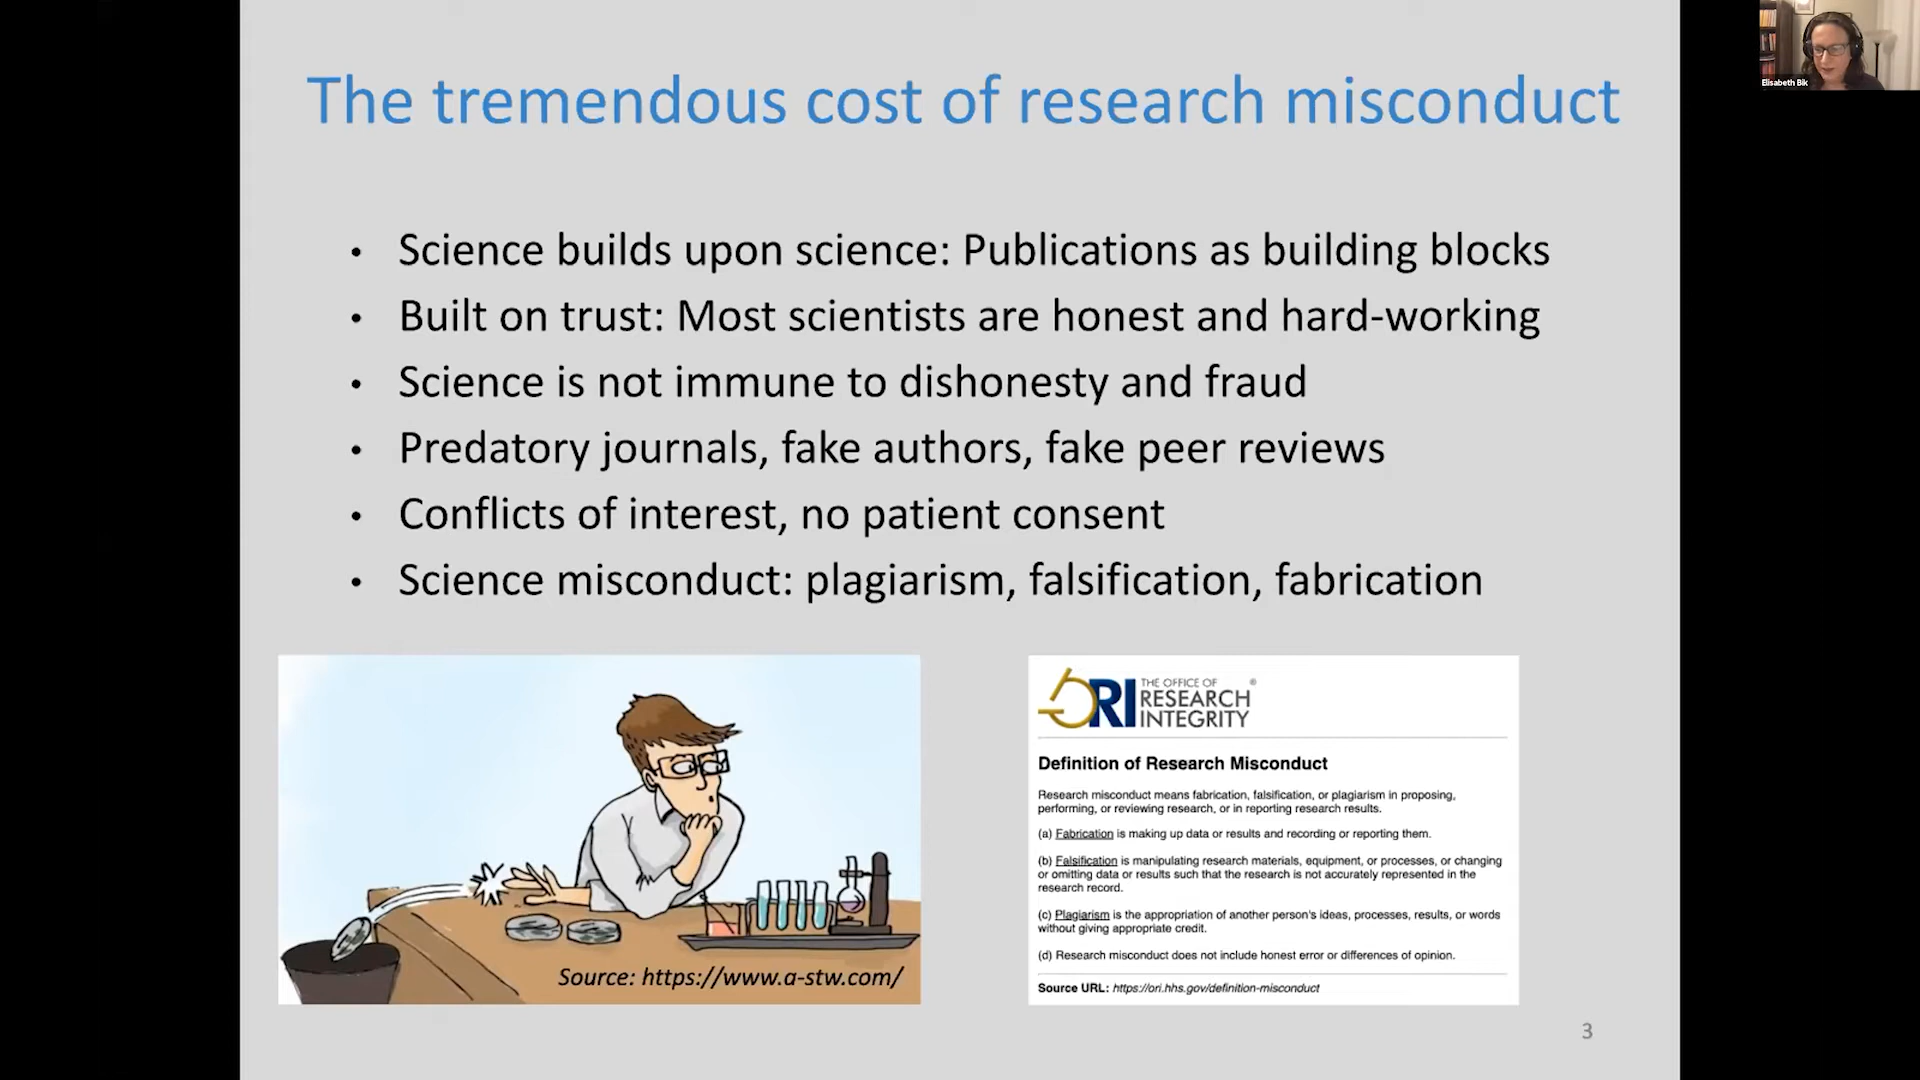 The tremendous cost of research misconduct
Elisabeth Bik
• Science builds upon science: Publications as building blocks
• Built on trust: Most scientists are honest and hard-working
• Science is not immune to dishonesty and fraud
• Predatory journals, fake authors, fake peer reviews
• Conflicts of interest, no patient consent
• Science misconduct: plagiarism, falsification, fabrication
Source: https://www.a-stw.com/
ORI THE OFFICE OF
RESEARCH
INTEGRITY®
Definition of Research Misconduct
Research misconduct means fabrication, falsification, or plagiarism in proposing,
performing, or reviewing research, or in reporting research results.
(a) Fabrication is making up data or results and recording or reporting them.
(b) Falsification is manipulating research materials, equipment, or processes, or changing
or omitting data or results such that the research is not accurately represented in the
research record.
(c) Plagiarism is the appropriation of another person's ideas, processes, results, or words
without giving appropriate credit.
(d) Research misconduct does not include honest error or differences of opinion.
Source URL: https://ori.hhs.gov/definition-misconduct
3